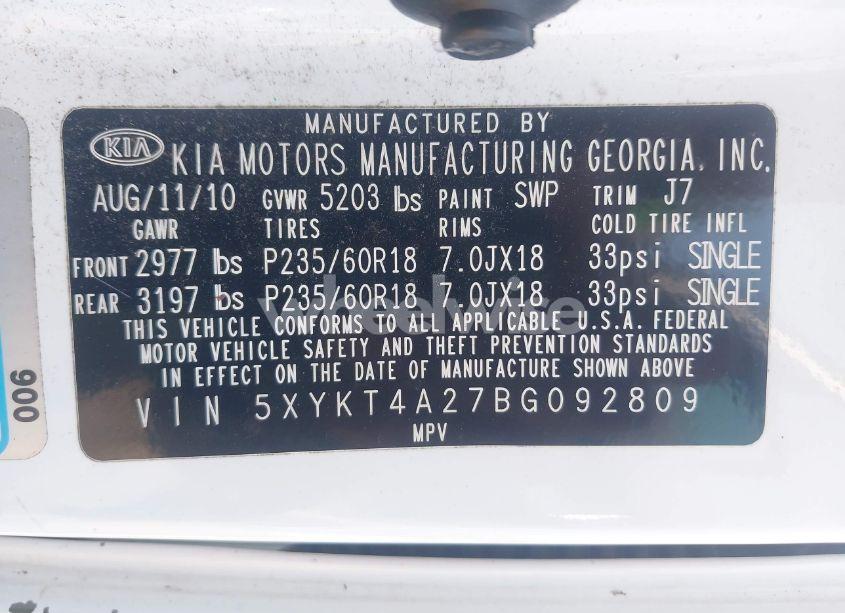 MANUFACTURED BY
KIA KIA MOTORS MANUFACTURING GEORGIA, INC.
AUG/11/10 GVWR 5203 lbs PAINT SWP TRIM J7
GAWR TIRES RIMS COLD TIRE INFL
FRONT 2977 lbs P235/60R18 7.0JX18 33psi SINGLE
REAR 3197 lbs P235/60R18 7.0JX18 33psi SINGLE
wheelwire
THIS VEHICLE CONFORMS TO ALL APPLICABLE U.S.A. FEDERAL
MOTOR VEHICLE SAFETY AND THEFT PREVENTION STANDARDS
IN EFFECT ON THE DATE OF MANUFACTURE SHOWN ABOVE
VIN 5XYKT4A27BG092809
MPV
006